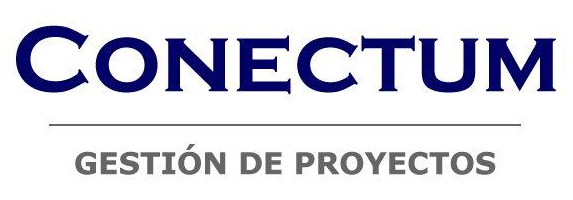 CONECTUM
GESTIÓN DE PROYECTOS